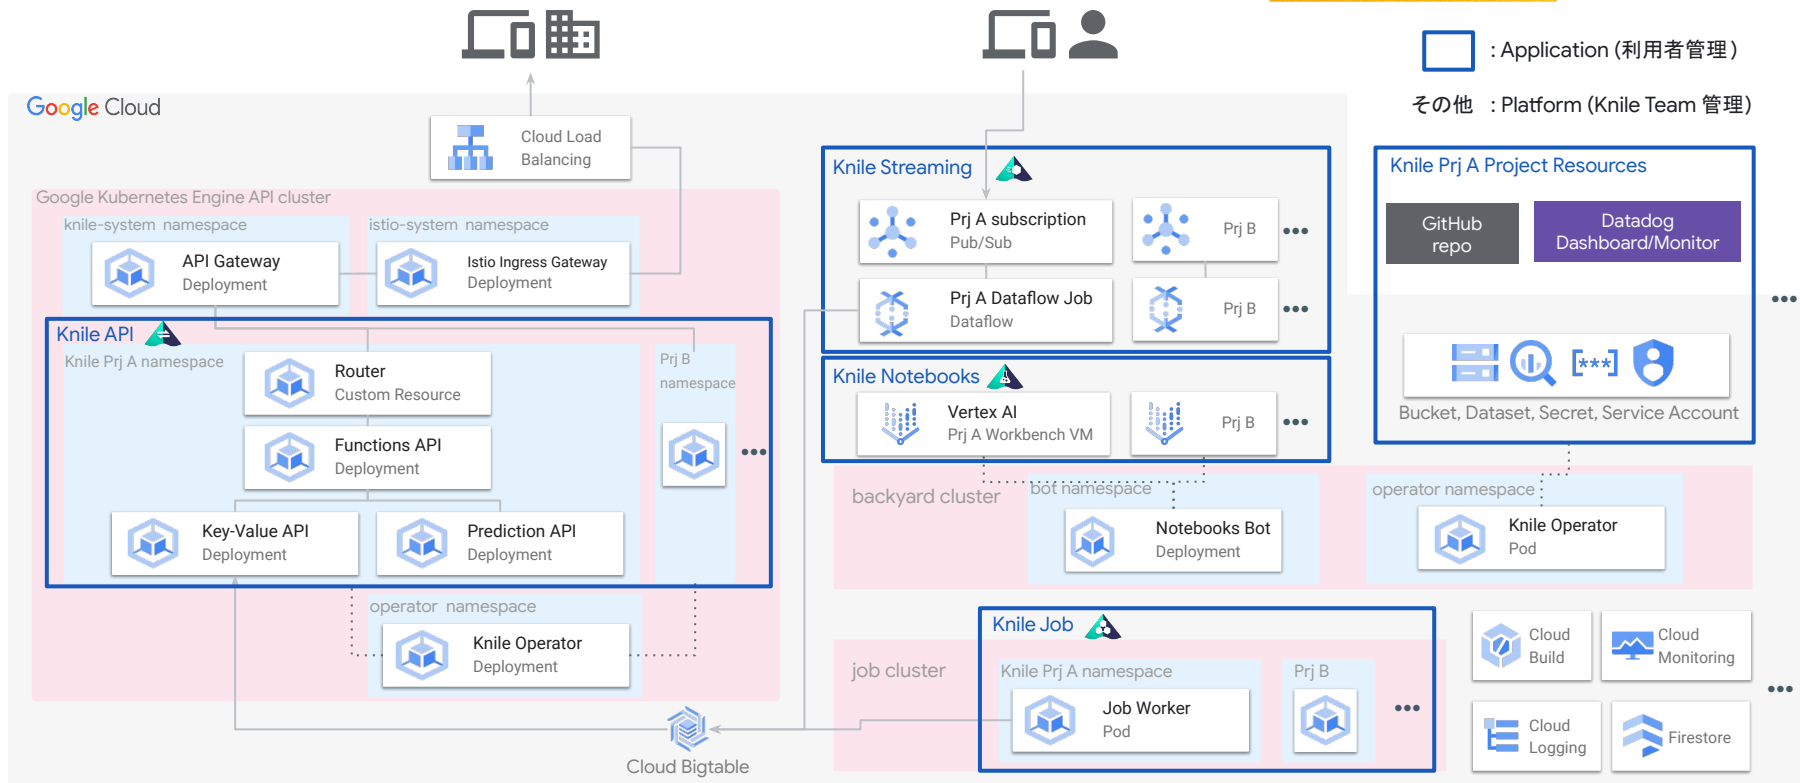 : Application (利用者管理)
その他 : Platform (Knile Team 管理)
Google Cloud
Cloud Load
Balancing
Google Kubernetes Engine API cluster
knile-system namespace
istio-system namespace
API Gateway
Deployment
Istio Ingress Gateway
Deployment
Knile API
Knile Prj A namespace
Router
Custom Resource
Functions API
Deployment
Key-Value API
Deployment
Prediction API
Deployment
Prj B
namespace
•••
operator namespace
Knile Operator
Deployment
Cloud Bigtable
Knile Streaming
Prj A subscription
Pub/Sub
Prj B
•••
Prj A Dataflow Job
Dataflow
Prj B
•••
Knile Notebooks
Vertex AI
Prj A Workbench VM
Prj B
•••
Knile Prj A Project Resources
GitHub
repo
Datadog
Dashboard/Monitor
•••
[***]
Bucket, Dataset, Secret, Service Account
backyard cluster
bot namespace
Notebooks Bot
Deployment
operator namespace
Knile Operator
Pod
job cluster
Knile Job
Knile Prj A namespace
Job Worker
Pod
Prj B
•••
Cloud
Build
Cloud
Monitoring
Cloud
Logging
Firestore
•••